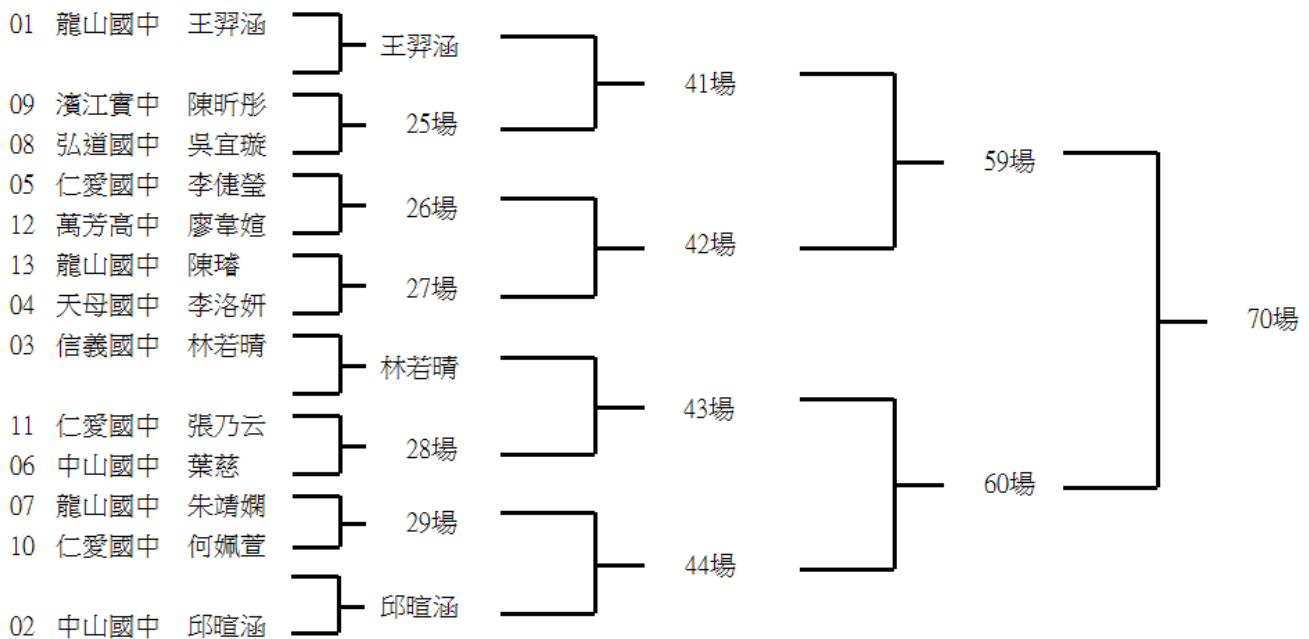 01 龍山國中 王羿涵
王羿涵
41場
09 濱江實中 陳昕彤
25場
08 弘道國中 吳宜璇
59場
05 仁愛國中 李倢瑩
26場
12 萬芳高中 廖韋媗
42場
13 龍山國中 陳璿
27場
04 天母國中 李洛妍
70場
03 信義國中 林若晴
林若晴
43場
11 仁愛國中 張乃云
28場
06 中山國中 葉慈
60場
07 龍山國中 朱靖嫻
29場
10 仁愛國中 何姵萱
44場
邱暄涵
02 中山國中 邱暄涵